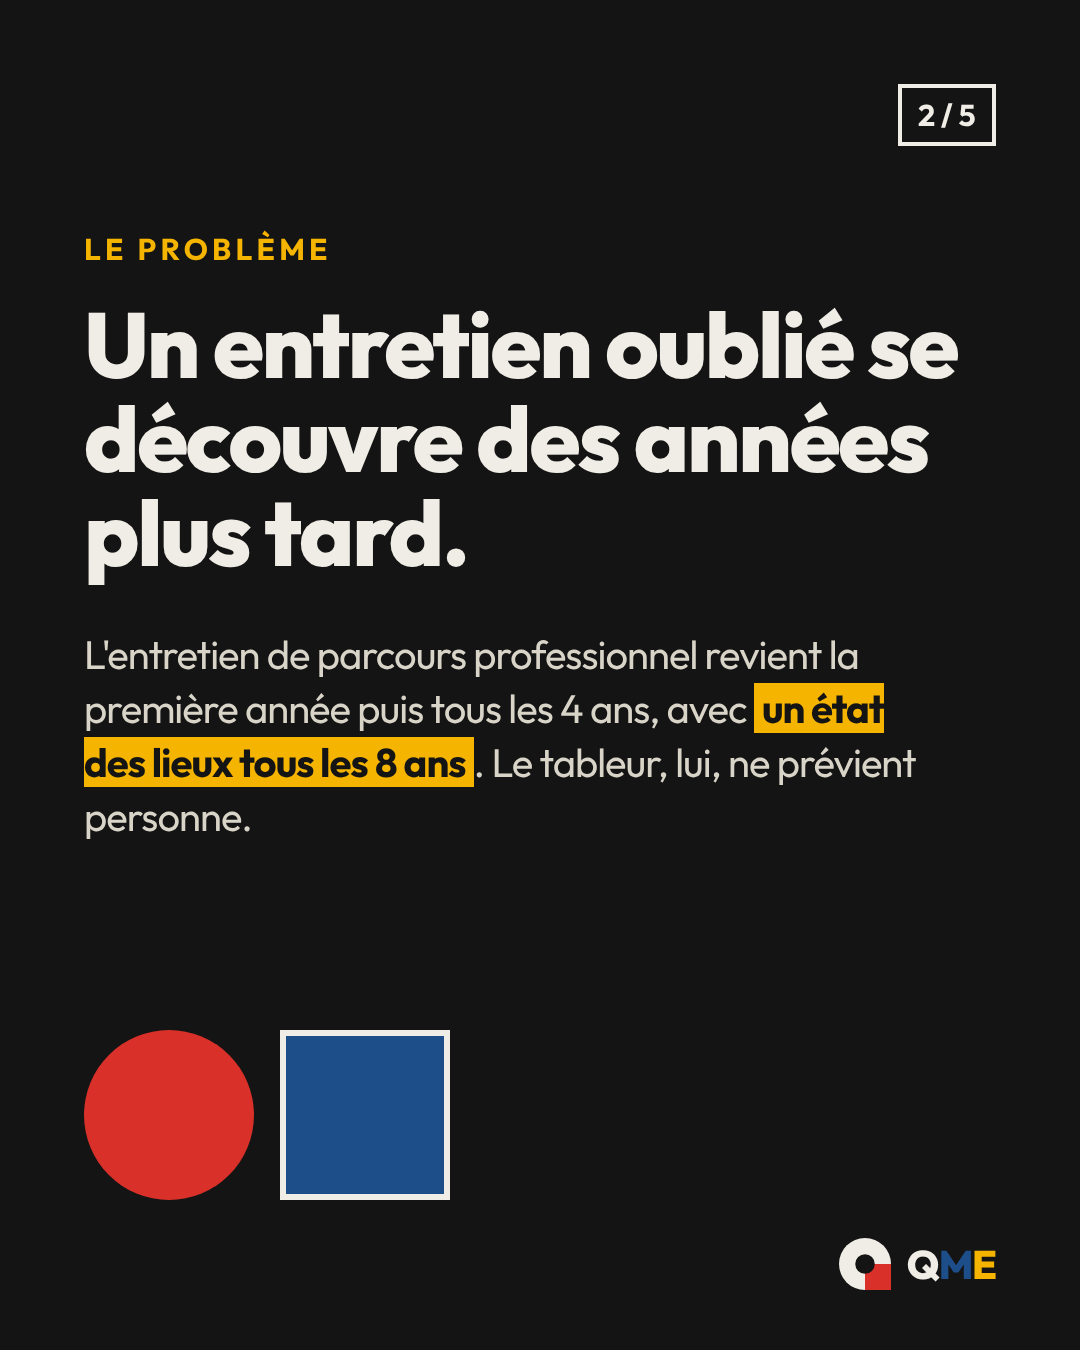 2 / 5
LE PROBLÈME
Un entretien oublié se
découvre des années
plus tard.
L'entretien de parcours professionnel revient la
première année puis tous les 4 ans, avec un état
des lieux tous les 8 ans . Le tableur, lui, ne prévient
personne.
QME